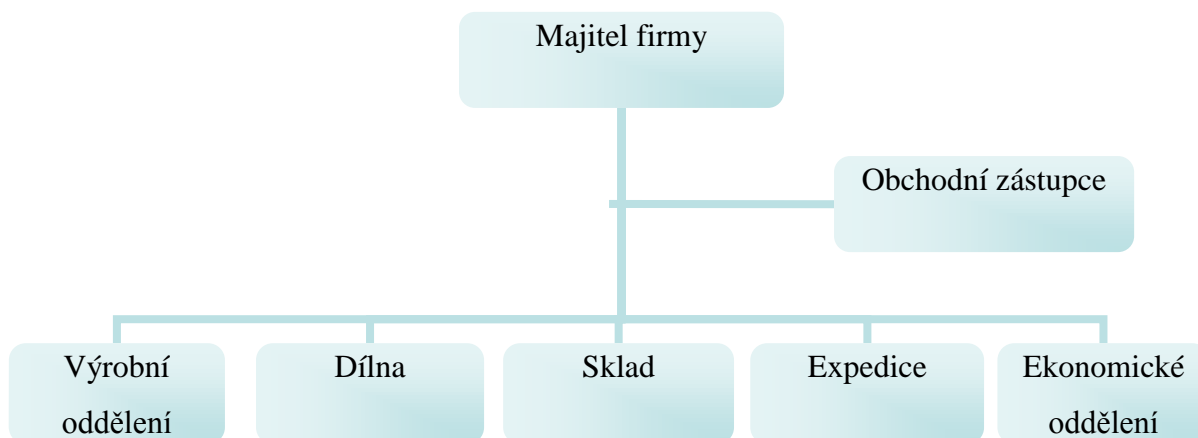 Majitel firmy
Obchodní zástupce
Výrobní
oddělení
Dílna
Sklad
Expedice
Ekonomické
oddělení